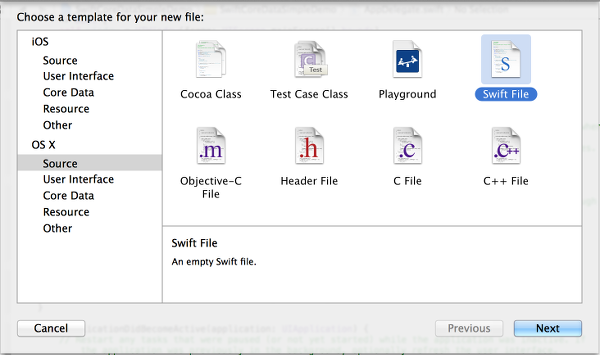 Choose a template for your new file:
iOS
Source
User Interface
Core Data
Resource
Other
OS X
Source
User Interface
Core Data
Resource
Other
Cocoa Class
Test
Test Case Class
Playground
S
Swift File
.m
Objective-C
File
.h
Header File
.c
C File
.c++
C++ File
Swift File
An empty Swift file.
Cancel
Previous
Next